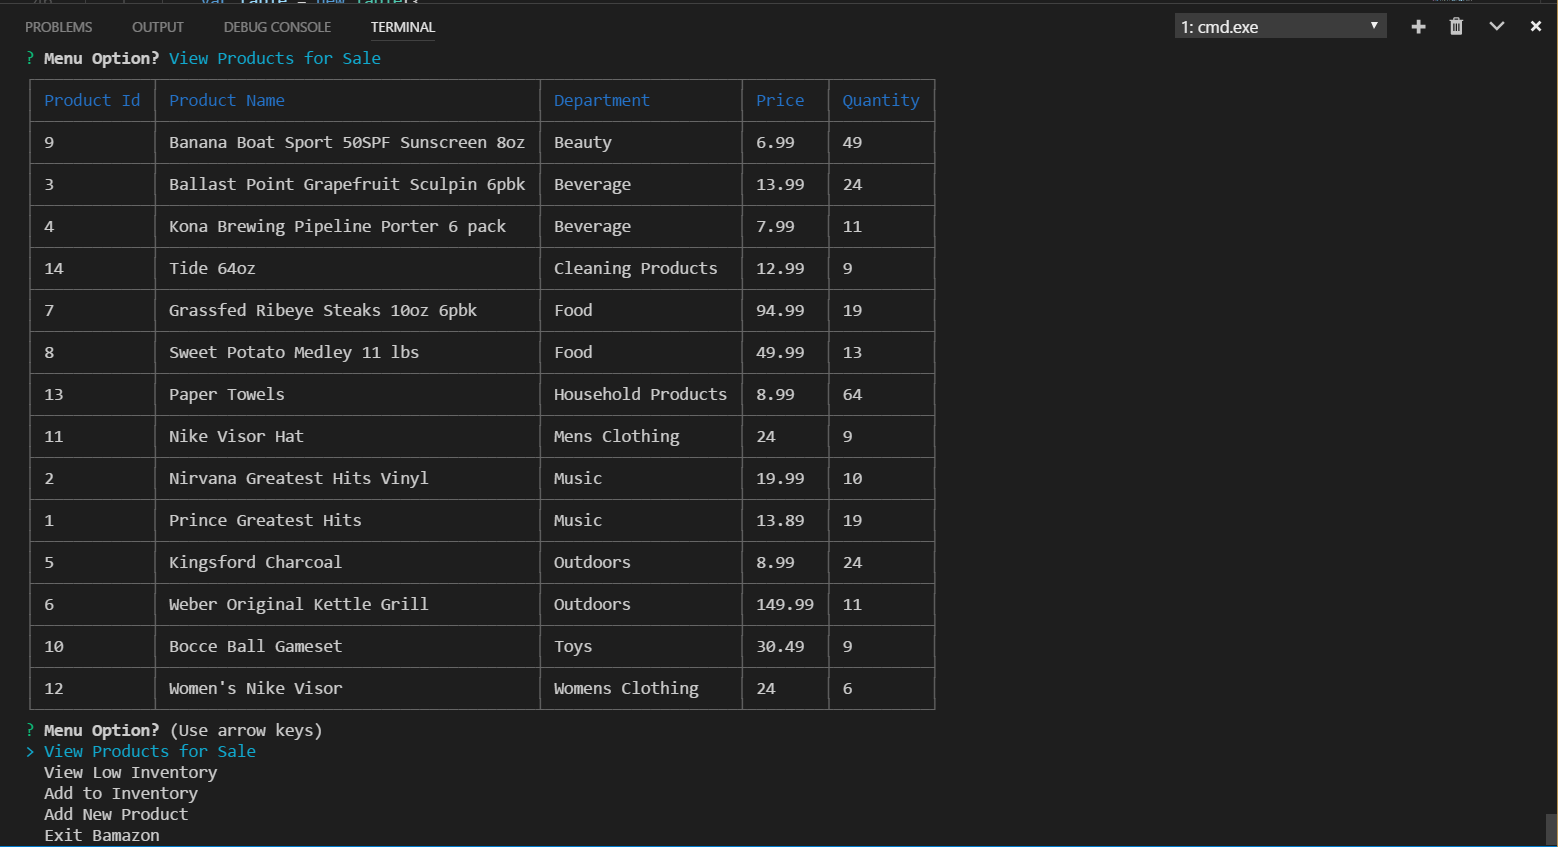 var table = new Table({
PROBLEMS OUTPUT DEBUG CONSOLE TERMINAL 1: cmd.exe
? Menu Option? View Products for Sale
Product Id Product Name Department Price Quantity
9 Banana Boat Sport 50SPF Sunscreen 8oz Beauty 6.99 49
3 Ballast Point Grapefruit Sculpin 6pbk Beverage 13.99 24
4 Kona Brewing Pipeline Porter 6 pack Beverage 7.99 11
14 Tide 64oz Cleaning Products 12.99 9
7 Grassfed Ribeye Steaks 10oz 6pbk Food 94.99 19
8 Sweet Potato Medley 11 lbs Food 49.99 13
13 Paper Towels Household Products 8.99 64
11 Nike Visor Hat Mens Clothing 24 9
2 Nirvana Greatest Hits Vinyl Music 19.99 10
1 Prince Greatest Hits Music 13.89 19
5 Kingsford Charcoal Outdoors 8.99 24
6 Weber Original Kettle Grill Outdoors 149.99 11
10 Bocce Ball Gameset Toys 30.49 9
12 Women's Nike Visor Womens Clothing 24 6
? Menu Option? (Use arrow keys)
> View Products for Sale
View Low Inventory
Add to Inventory
Add New Product
Exit Bamazon